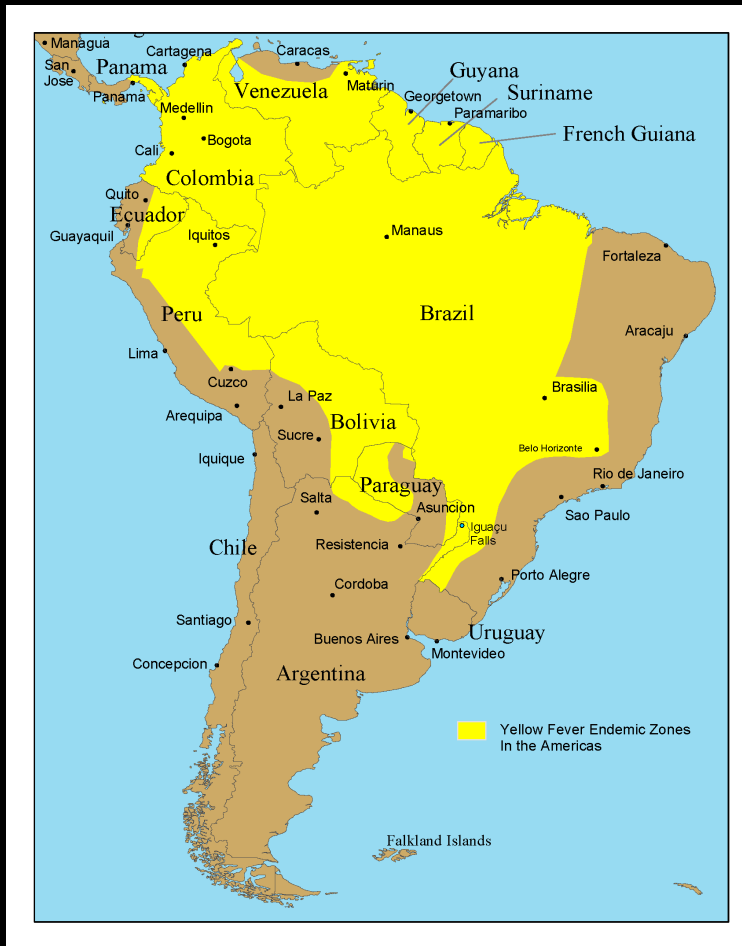 Managua
Cartagena
Caracas
San
Jose
Panama
Guyana
Panama
Venezuela
Maturin
Georgetown
Suriname
Medellin
Paramaribo
French Guiana
Bogota
Cali
Colombia
Quito
Ecuador
Guayaquil
Iquitos
Manaus
Fortaleza
Peru
Brazil
Aracaju
Lima
Cuzco
Brasilia
La Paz
Arequipa
Bolivia
Sucre
Belo Horizonte
Iquique
Rio de Janeiro
Paraguay
Salta
Asuncion
Sao Paulo
Iguaçu
Falls
Chile
Resistencia
Cordoba
Porto Alegre
Santiago
Buenos Aires
Uruguay
Montevideo
Concepcion
Argentina
Yellow Fever Endemic Zones
In the Americas
Falkland Islands